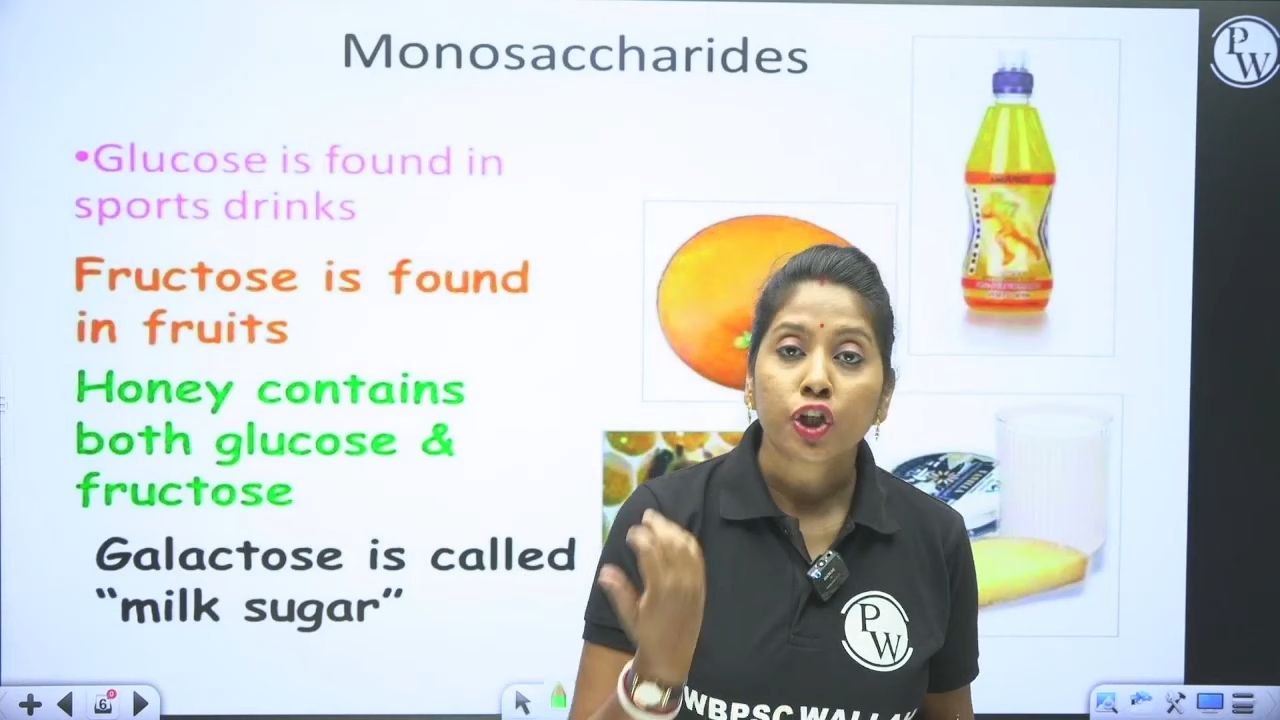 Monosaccharides
•Glucose is found in
sports drinks
Fructose is found
in fruits
Honey contains
both glucose &
fructose
Galactose is called
“milk sugar”
PW
PW
WBPSC WALLAH
6